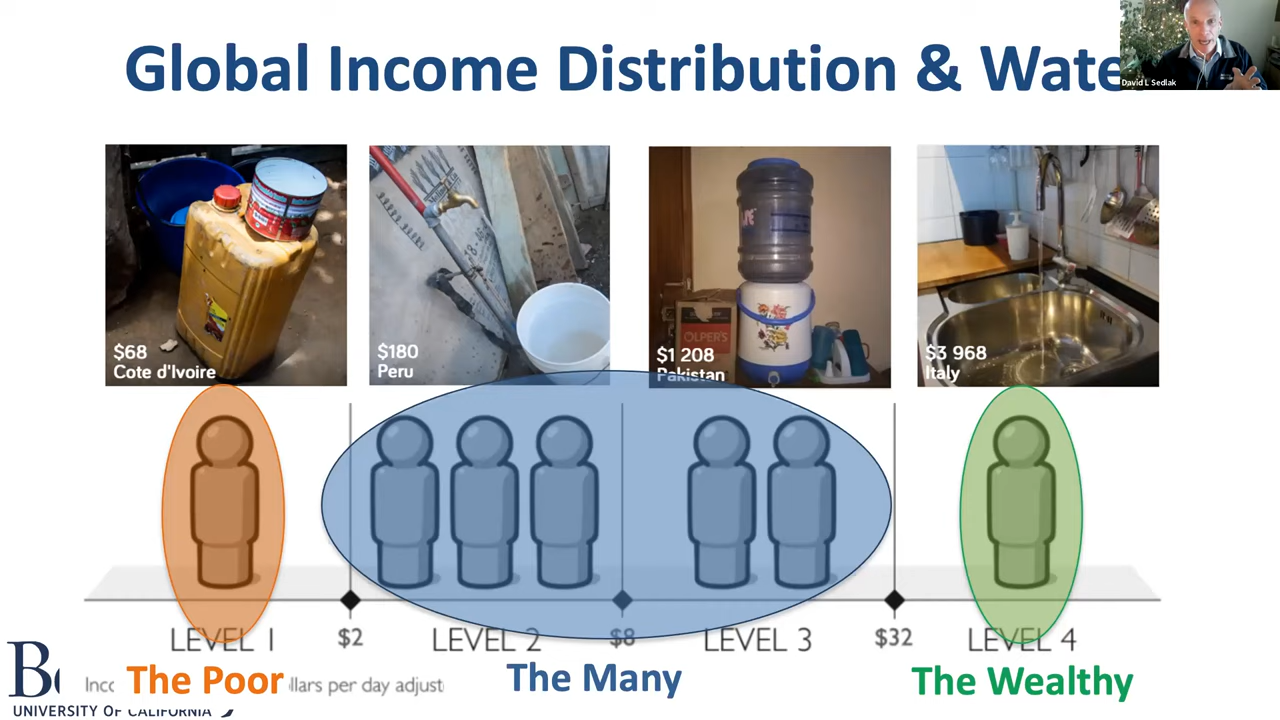 Global Income Distribution & Wate
David L Sedlak
$68
Cote d'Ivoire
$180
Peru
$1 208
Pakistan
OLPER'S
$3 968
Italy
LEVEL 1
$2
LEVEL 2
$8
LEVEL 3
$32
LEVEL 4
The Poor
The Many
The Wealthy
Inco
llars per day adjust
UNIVERSITY OF CALIFORNIA